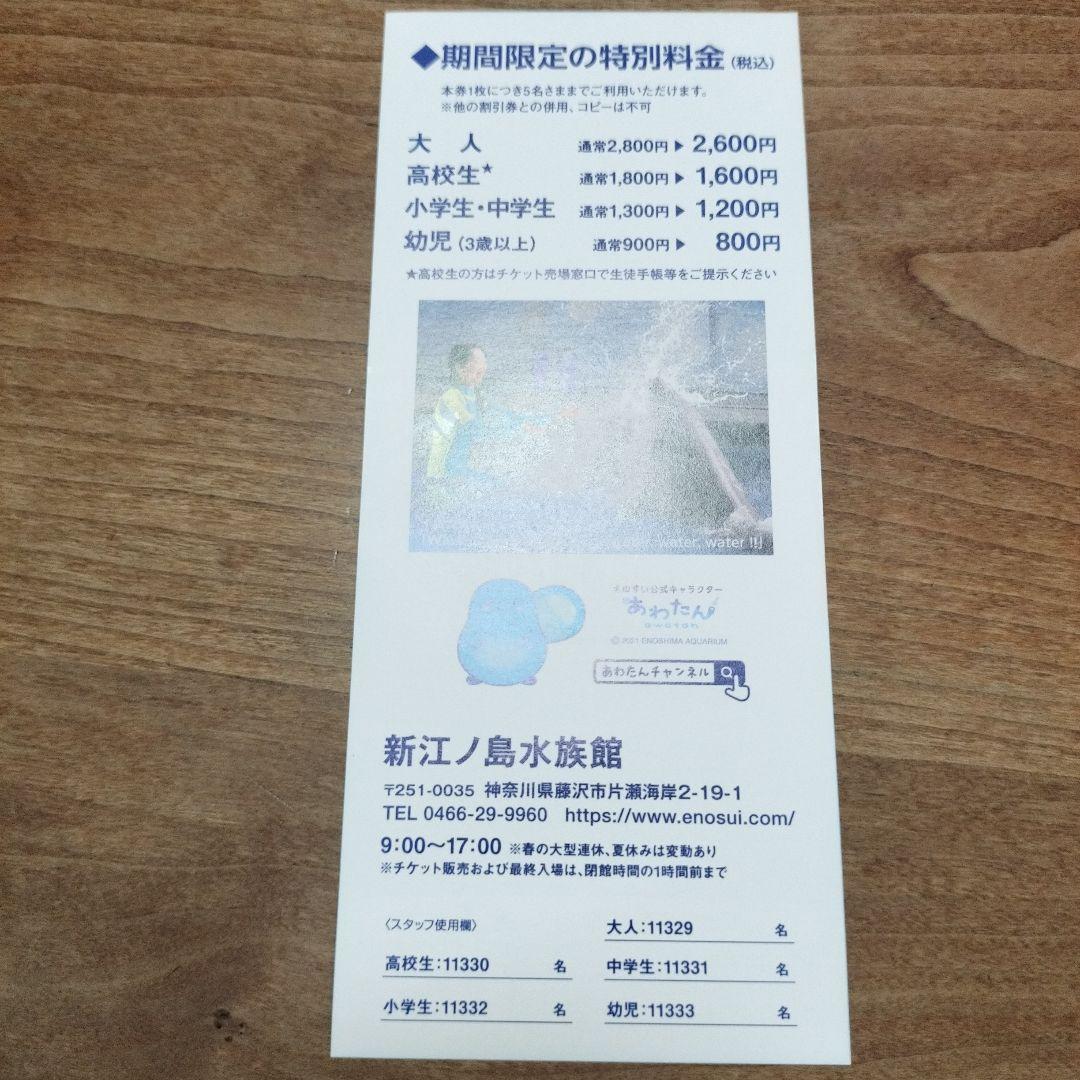 ◆期間限定の特別料金(税込)
本券1枚につき5名さままでご利用いただけます。
※他の割引券との併用、コピーは不可
大 人 通常2,800円▶ 2,600円
高校生★ 通常1,800円▶ 1,600円
小学生・中学生 通常1,300円▶ 1,200円
幼児(3歳以上) 通常900円▶ 800円
★高校生の方はチケット売場窓口で生徒手帳等をご提示ください
water, water !!」
えのすい公式キャラクター
あわたん
awatan
© 2021 ENOSHIMA AQUARIUM
あわたんチャンネル
新江ノ島水族館
〒251-0035 神奈川県藤沢市片瀬海岸2-19-1
TEL 0466-29-9960 https://www.enosui.com/
9:00〜17:00 ※春の大型連休、夏休みは変動あり
※チケット販売および最終入場は、閉館時間の1時間前まで
〈スタッフ使用欄〉 大人:11329 名
高校生:11330 名 中学生:11331 名
小学生:11332 名 幼児:11333 名